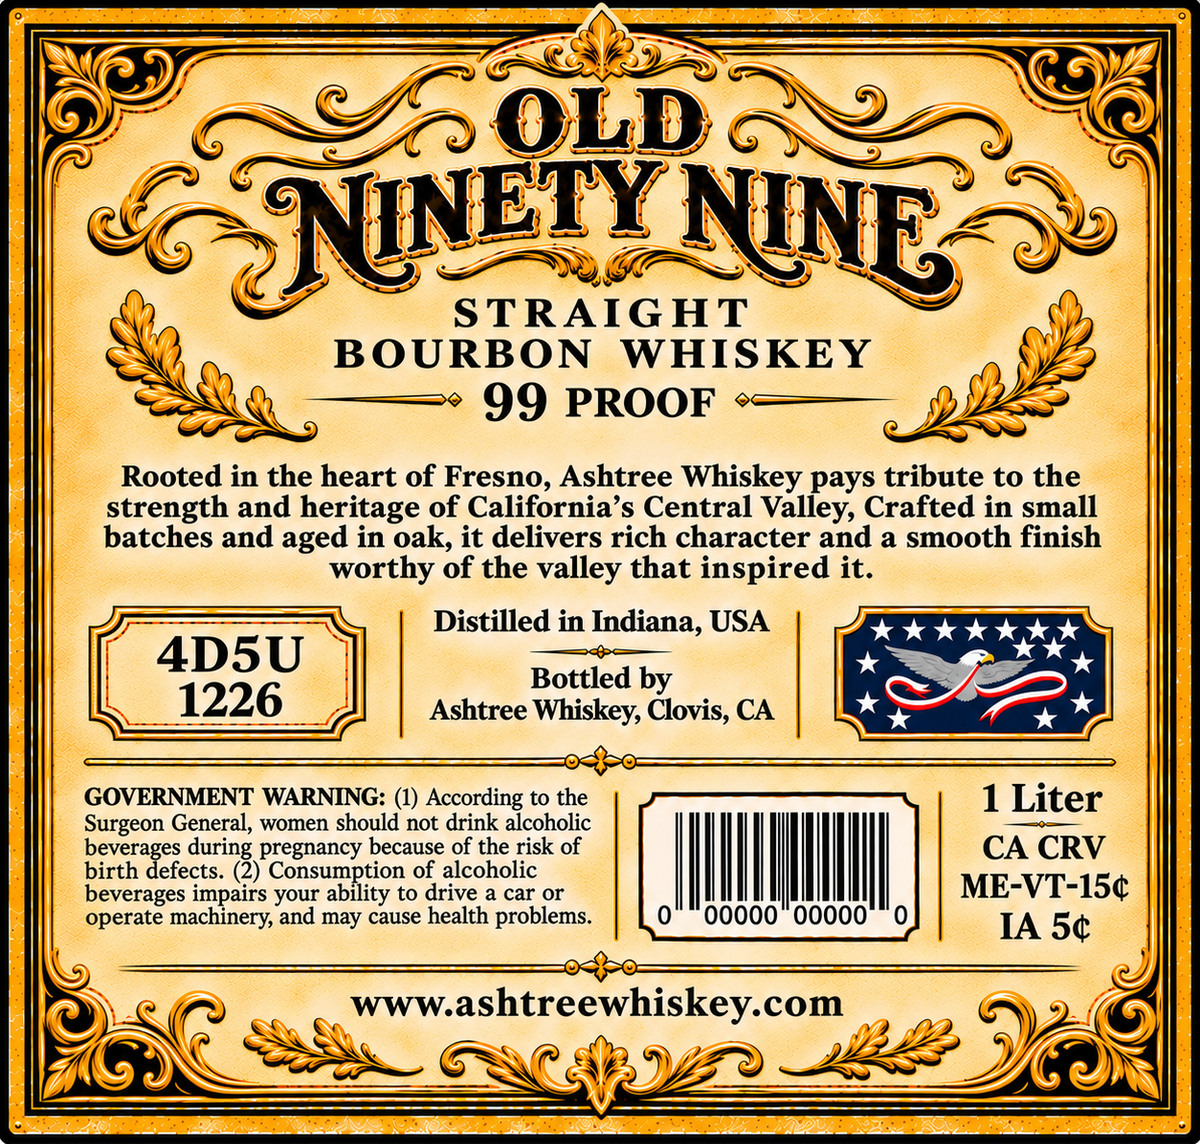 OLD
NINETY NINE
STRAIGHT
BOURBON WHISKEY
99 PROOF
Rooted in the heart of Fresno, Ashtree Whiskey pays tribute to the
strength and heritage of California's Central Valley, Crafted in small
batches and aged in oak, it delivers rich character and a smooth finish
worthy of the valley that inspired it.
4D5U
1226
Distilled in Indiana, USA
Bottled by
Ashtree Whiskey, Clovis, CA
GOVERNMENT WARNING: (1) According to the
Surgeon General, women should not drink alcoholic
beverages during pregnancy because of the risk of
birth defects. (2) Consumption of alcoholic
beverages impairs your ability to drive a car or
operate machinery, and may cause health problems.
0 00000 00000 0
1 Liter
CA CRV
ME-VT-15¢
IA 5¢
www.ashtreewhiskey.com